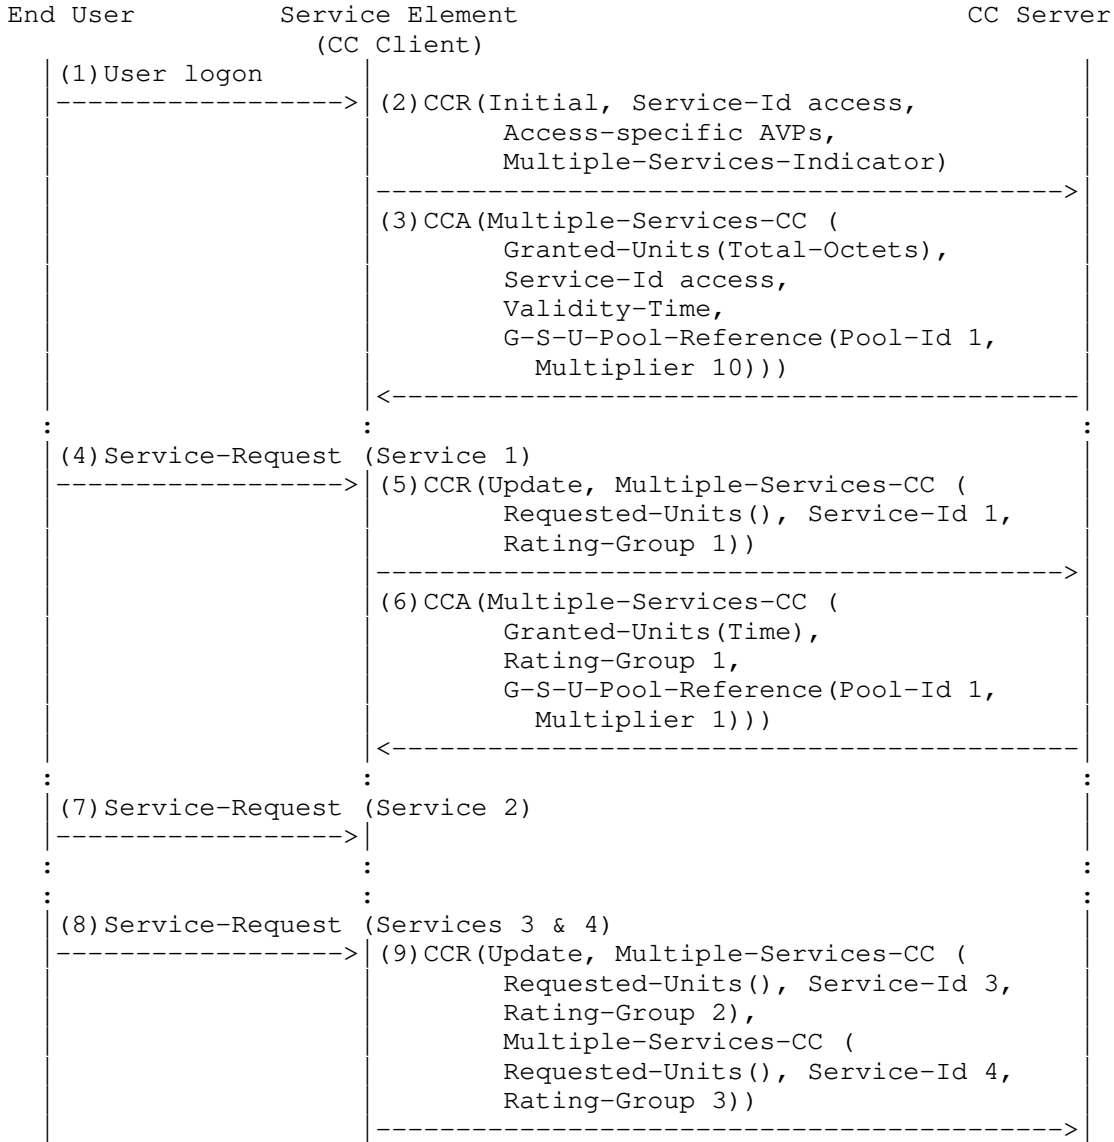 End User Service Element CC Server
(CC Client)
(1)User logon
(2)CCR(Initial, Service-Id access,
Access-specific AVPs,
Multiple-Services-Indicator)
(3)CCA(Multiple-Services-CC (
Granted-Units(Total-Octets),
Service-Id access,
Validity-Time,
G-S-U-Pool-Reference(Pool-Id 1,
Multiplier 10)))
(4)Service-Request (Service 1)
(5)CCR(Update, Multiple-Services-CC (
Requested-Units(), Service-Id 1,
Rating-Group 1))
(6)CCA(Multiple-Services-CC (
Granted-Units(Time),
Rating-Group 1,
G-S-U-Pool-Reference(Pool-Id 1,
Multiplier 1)))
(7)Service-Request (Service 2)
(8)Service-Request (Services 3 & 4)
(9)CCR(Update, Multiple-Services-CC (
Requested-Units(), Service-Id 3,
Rating-Group 2),
Multiple-Services-CC (
Requested-Units(), Service-Id 4,
Rating-Group 3))